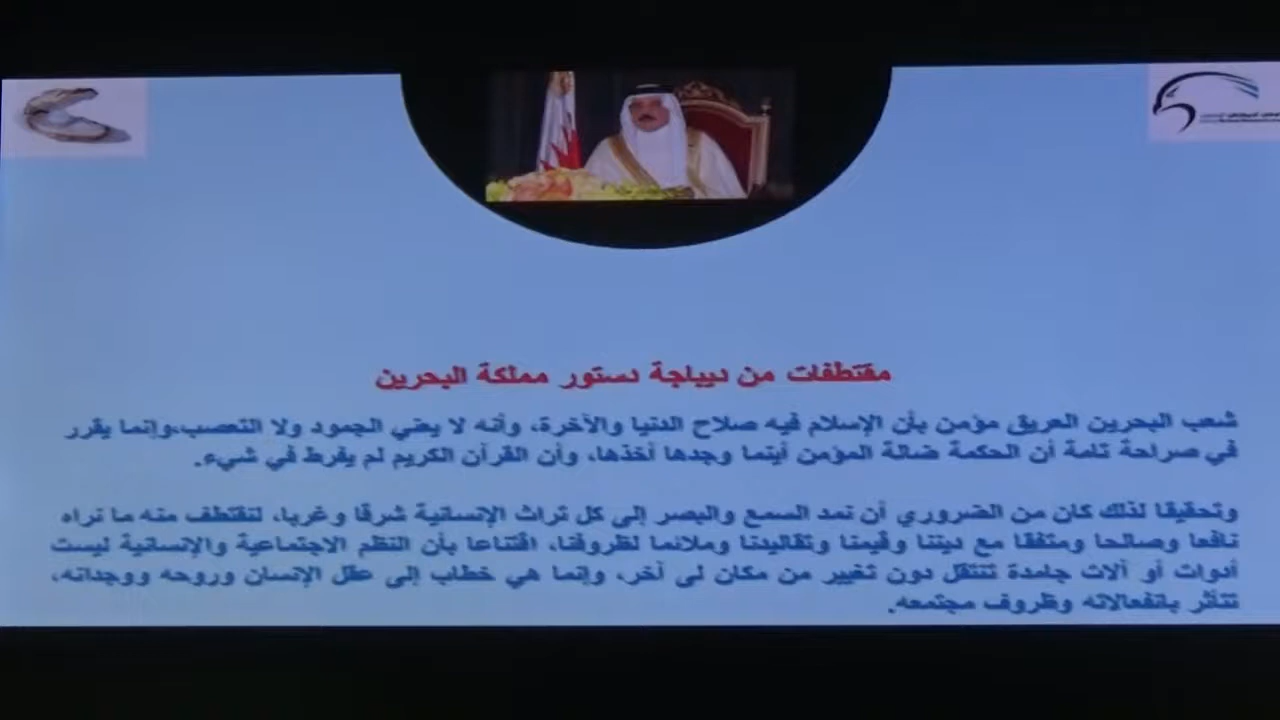 مقتطفات من ديباجة دستور مملكة البحرين
شعب البحرين العريق مؤمن بأن الإسلام فيه صلاح الدنيا والآخرة، وأنه لا يعني الجمود ولا التعصب،وإنما يقرر
في صراحة تامة أن الحكمة ضالة المؤمن أينما وجدها أخذها، وأن القرآن الكريم لم يفرط في شيء.
وتحقيقا لذلك كان من الضروري أن نمد السمع والبصر إلى كل تراث الإنسانية شرقا وغربا، لنقتطف منه ما نراه
نافعا وصالحا ومتفقا مع ديننا وقيمنا وتقاليدنا وملائما لظروفنا، اقتناعا بأن النظم الاجتماعية والإنسانية ليست
أدوات أو آلات جامدة تنتقل دون تغيير من مكان لى آخر، وإنما هي خطاب إلى عقل الإنسان وروحه ووجدانه،
تتأثر بانفعالاته وظروف مجتمعه.